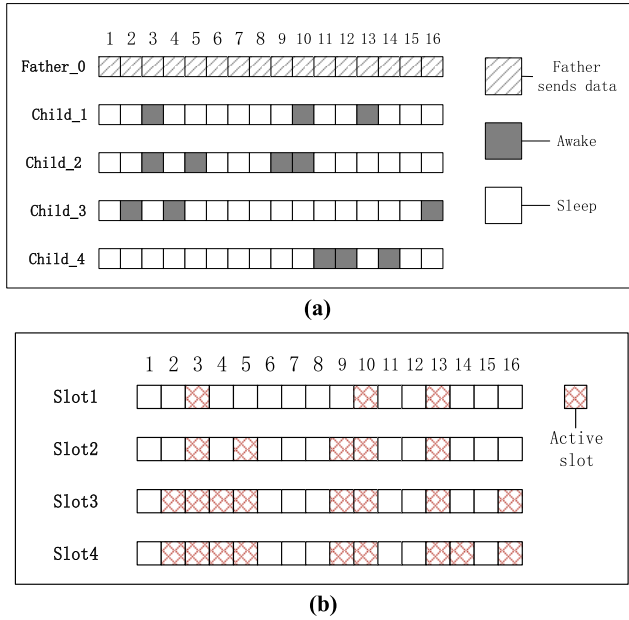 1 2 3 4 5 6 7 8 9 10 11 12 13 14 15 16
Father_0
Child_1
Child_2
Child_3
Child_4
Father
sends data
Awake
Sleep
(a)
1 2 3 4 5 6 7 8 9 10 11 12 13 14 15 16
Slot1
Slot2
Slot3
Slot4
Active
slot
(b)